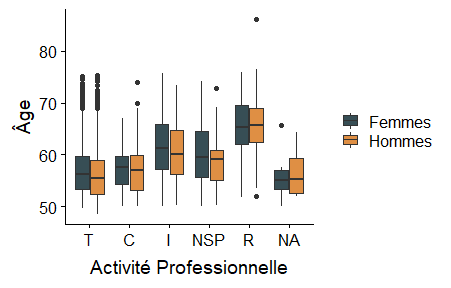 Âge
80
70
60
50
T C I NSP R NA
Activité Professionnelle
Femmes
Hommes